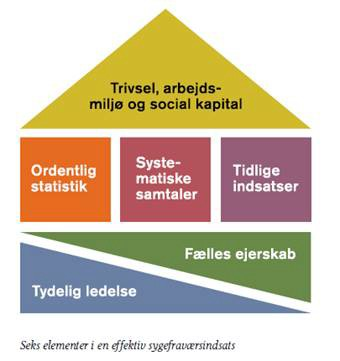 Trivsel, arbejds-
miljø og social kapital
Ordentlig
statistik
Syste-
matiske
samtaler
Tidlige
indsatser
Fælles ejerskab
Tydelig ledelse
Seks elementer i en effektiv sygefraværsindsats